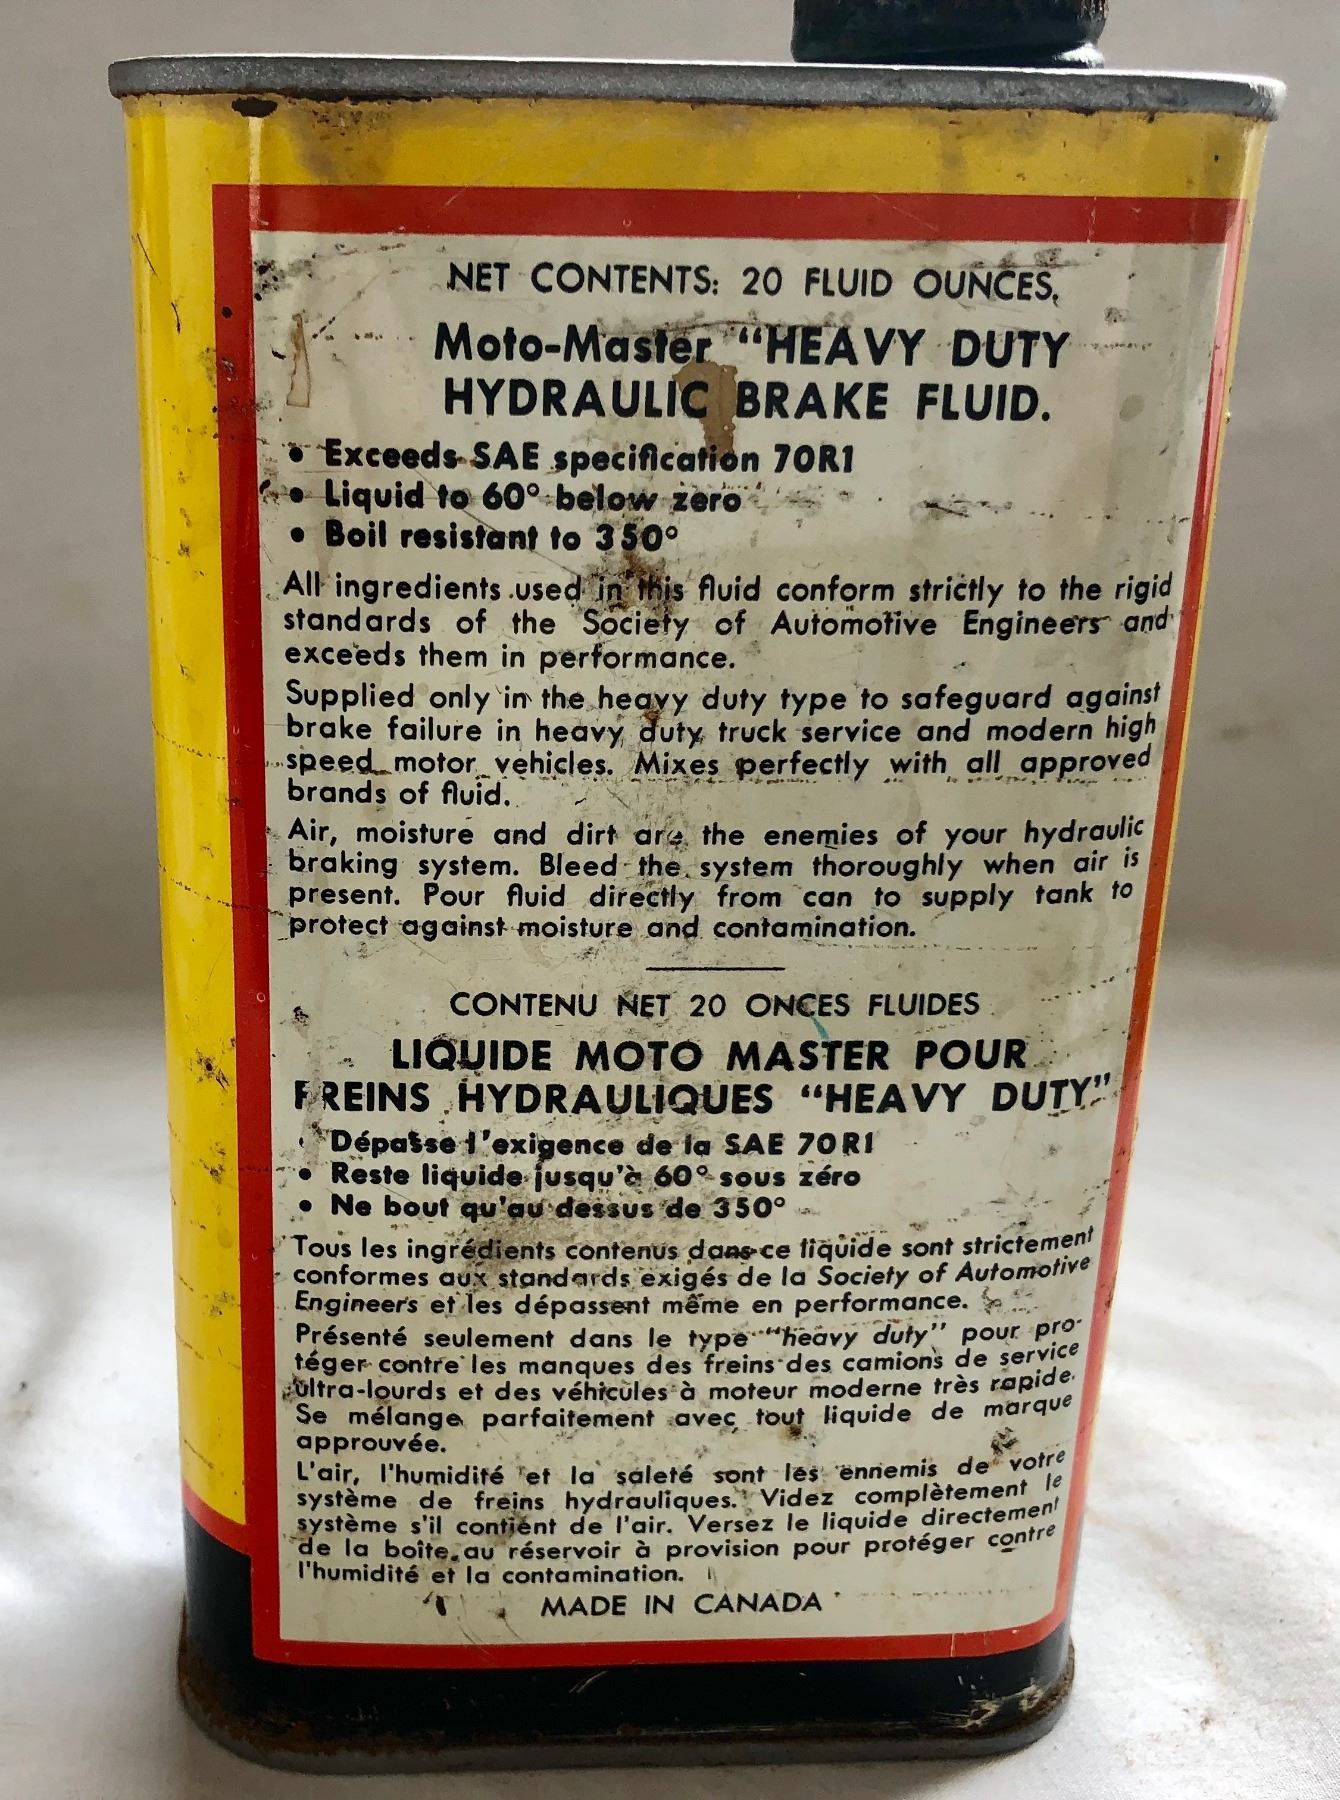 NET CONTENTS: 20 FLUID OUNCES.
Moto-Master "HEAVY DUTY
HYDRAULIC BRAKE FLUID.
• Exceeds SAE specification 70R1
• Liquid to 60° below zero
• Boil resistant to 350°
All ingredients used in this fluid conform strictly to the rigid
standards of the Society of Automotive Engineers and
exceeds them in performance.
Supplied only in the heavy duty type to safeguard against
brake failure in heavy duty truck service and modern high
speed motor vehicles. Mixes perfectly with all approved
brands of fluid.
Air, moisture and dirt are the enemies of your hydraulic
braking system. Bleed the system thoroughly when air is
present. Pour fluid directly from can to supply tank to
protect against moisture and contamination.
CONTENU NET 20 ONCES FLUIDES
LIQUIDE MOTO MASTER POUR
FREINS HYDRAULIQUES "HEAVY DUTY"
• Dépasse l'exigence de la SAE 70R1
• Reste liquide jusqu'à 60° sous zéro
• Ne bout qu'au dessus de 350°
Tous les ingrédients contenus dans ce liquide sont strictement
conformes aux standards exigés de la Society of Automotive
Engineers et les dépassent même en performance.
Présenté seulement dans le type "heavy duty" pour pro-
téger contre les manques des freins des camions de service
ultra-lourds et des véhicules à moteur moderne très rapide.
Se mélange parfaitement avec tout liquide de marque
approuvée.
L'air, l'humidité et la saleté sont les ennemis de votre
système de freins hydrauliques. Videz complètement le
système s'il contient de l'air. Versez le liquide directement
de la boîte au réservoir à provision pour protéger contre
l'humidité et la contamination.
MADE IN CANADA